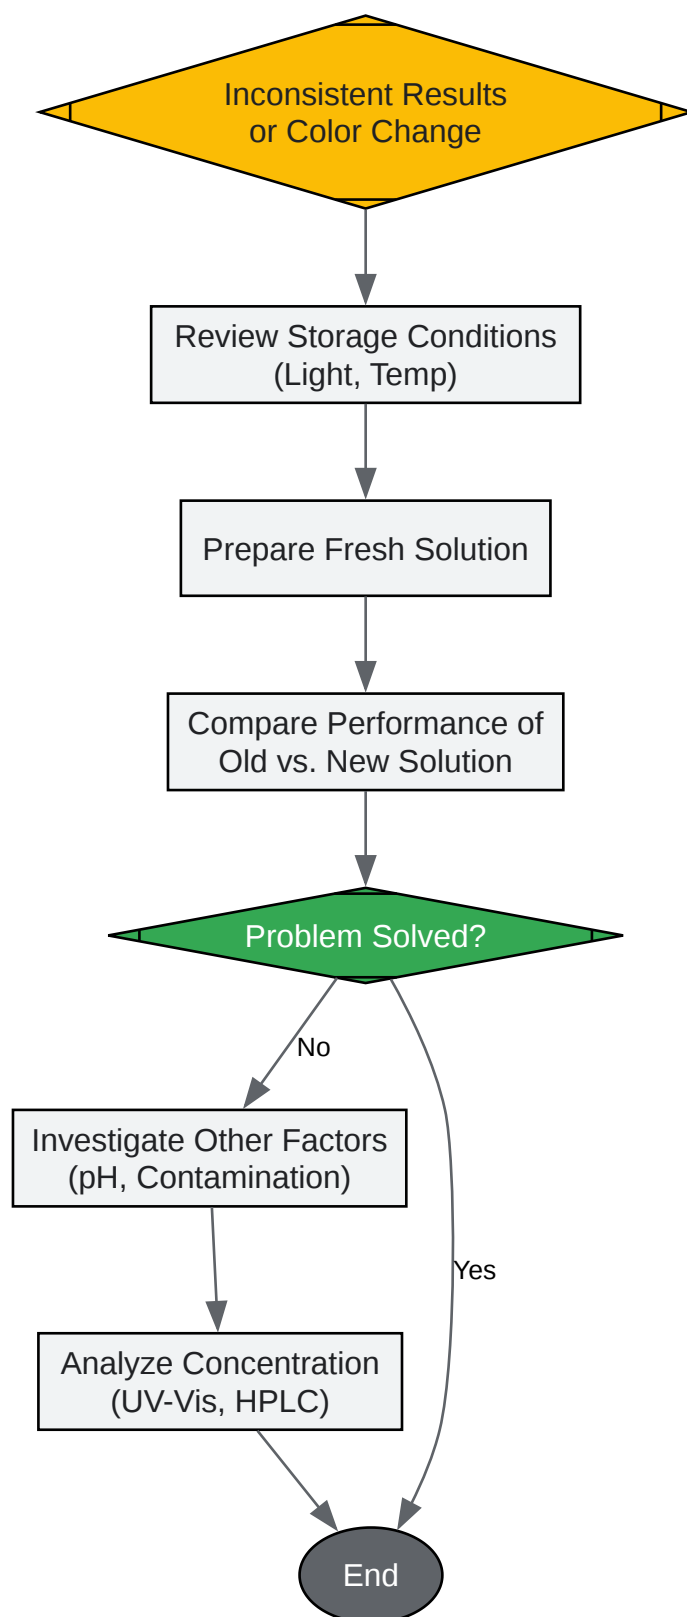 Inconsistent Results
or Color Change
Review Storage Conditions
(Light, Temp)
Prepare Fresh Solution
Compare Performance of
Old vs. New Solution
Problem Solved?
No
Investigate Other Factors
(pH, Contamination)
Yes
Analyze Concentration
(UV-Vis, HPLC)
End